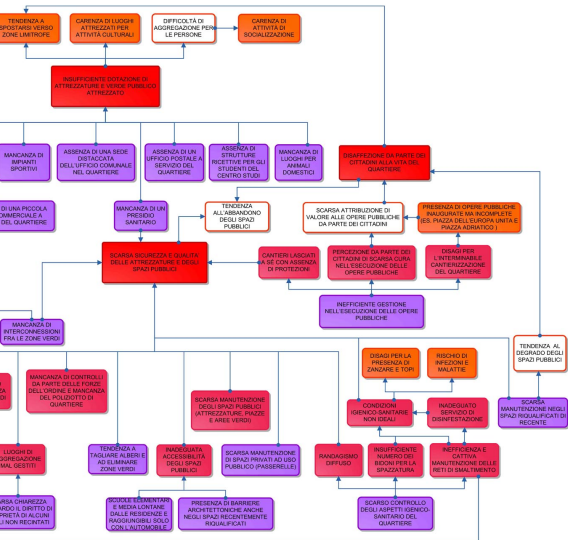 TENDENZA A
SPOSTARSI VERSO
ZONE LIMITROFE
CARENZA DI LUOGHI
ATTREZZATI PER
ATTIVITÀ CULTURALI
DIFFICOLTÀ DI
AGGREGAZIONE PER
LE PERSONE
CARENZA DI
ATTIVITÀ DI
SOCIALIZZAZIONE
INSUFFICIENTE DOTAZIONE DI
ATTREZZATURE E VERDE PUBBLICO
ATTREZZATO
MANCANZA DI
IMPIANTI
SPORTIVI
ASSENZA DI UNA SEDE
DISTACCATA
DELL'UFFICIO COMUNALE
NEL QUARTIERE
ASSENZA DI UN
UFFICIO POSTALE A
SERVIZIO DEL
QUARTIERE
ASSENZA DI
STRUTTURE
RICETTIVE PER GLI
STUDENTI DEL
CENTRO STUDI
MANCANZA DI
LUOGHI PER
ANIMALI
DOMESTICI
DISAFFEZIONE DA PARTE DEI
CITTADINI ALLA VITA DEL
QUARTIERE
DI UNA PICCOLA
OMMERCIALE A
DEL QUARTIERE
MANCANZA DI UN
PRESIDIO
SANITARIO
TENDENZA
ALL'ABBANDONO
DEGLI SPAZI
PUBBLICI
SCARSA ATTRIBUZIONE DI
VALORE ALLE OPERE PUBBLICHE
DA PARTE DEI CITTADINI
PRESENZA DI OPERE PUBBLICHE
INAUGURATE MA INCOMPLETE
(ES. PIAZZA DELL'EUROPA UNITA E
PIAZZA ADRIATICO )
SCARSA SICUREZZA E QUALITÀ
DELLE ATTREZZATURE E DEGLI
SPAZI PUBBLICI
CANTIERI LASCIATI
A SÉ CON ASSENZA
DI PROTEZIONI
PERCEZIONE DA PARTE DEI
CITTADINI DI SCARSA CURA
NELL'ESECUZIONE DELLE
OPERE PUBBLICHE
DISAGI PER
L'INTERMINABILE
CANTIERIZZAZIONE
DEL QUARTIERE
INEFFICIENTE GESTIONE
NELL'ESECUZIONE DELLE OPERE
PUBBLICHE
MANCANZA DI
INTERCONNESSIONI
FRA LE ZONE VERDI
TENDENZA AL
DEGRADO DEGLI
SPAZI PUBBLICI
DISAGI PER LA
PRESENZA DI
ZANZARE E TOPI
RISCHIO DI
INFEZIONI E
MALATTIE
MANCANZA DI CONTROLLI
DA PARTE DELLE FORZE
DELL'ORDINE E MANCANZA
DEL POLIZIOTTO DI
QUARTIERE
SCARSA MANUTENZIONE
DEGLI SPAZI PUBBLICI
(ATTREZZATURE, PIAZZE
E AREE VERDI)
CONDIZIONI
IGIENICO-SANITARIE
NON IDEALI
INADEGUATO
SERVIZIO DI
DISINFESTAZIONE
SCARSA
MANUTENZIONE NEGLI
SPAZI RIQUALIFICATI DI
RECENTE
LUOGHI DI
GGREGAZIONE
MAL GESTITI
TENDENZA A
TAGLIARE ALBERI E
AD ELIMINARE
ZONE VERDI
INADEGUATA
ACCESSIBILITÀ
DEGLI SPAZI
PUBBLICI
SCARSA MANUTENZIONE
DI SPAZI PRIVATI AD USO
PUBBLICO (PASSERELLE)
RANDAGISMO
DIFFUSO
INSUFFICIENTE
NUMERO DEI
BIDONI PER LA
SPAZZATURA
INEFFICENZA E
CATTIVA
MANUTENZIONE DELLE
RETI DI SMALTIMENTO
ARSA CHIAREZZA
ARDO IL DIRITTO DI
PRIETÀ DI ALCUNI
LI NON RECINTATI
SCUOLE ELEMENTARI
E MEDIA LONTANE
DALLE RESIDENZE E
RAGGIUNGIBILI SOLO
CON L'AUTOMOBILE
PRESENZA DI BARRIERE
ARCHITETTONICHE ANCHE
NEGLI SPAZI RECENTEMENTE
RIQUALIFICATI
SCARSO CONTROLLO
DEGLI ASPETTI IGENICO-
SANITARIO DEL
QUARTIERE